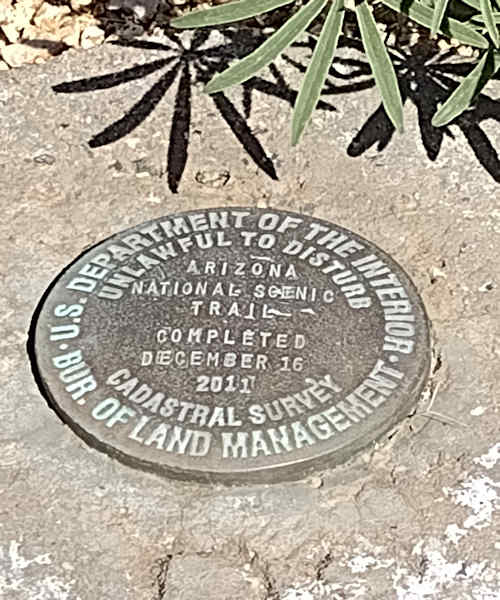 U.S. DEPARTMENT OF THE INTERIOR
UNLAWFUL TO DISTURB
ARIZONA
NATIONAL SCENIC
TRAIL
COMPLETED
DECEMBER 16
2011
CADASTRAL SURVEY
BUR. OF LAND MANAGEMENT